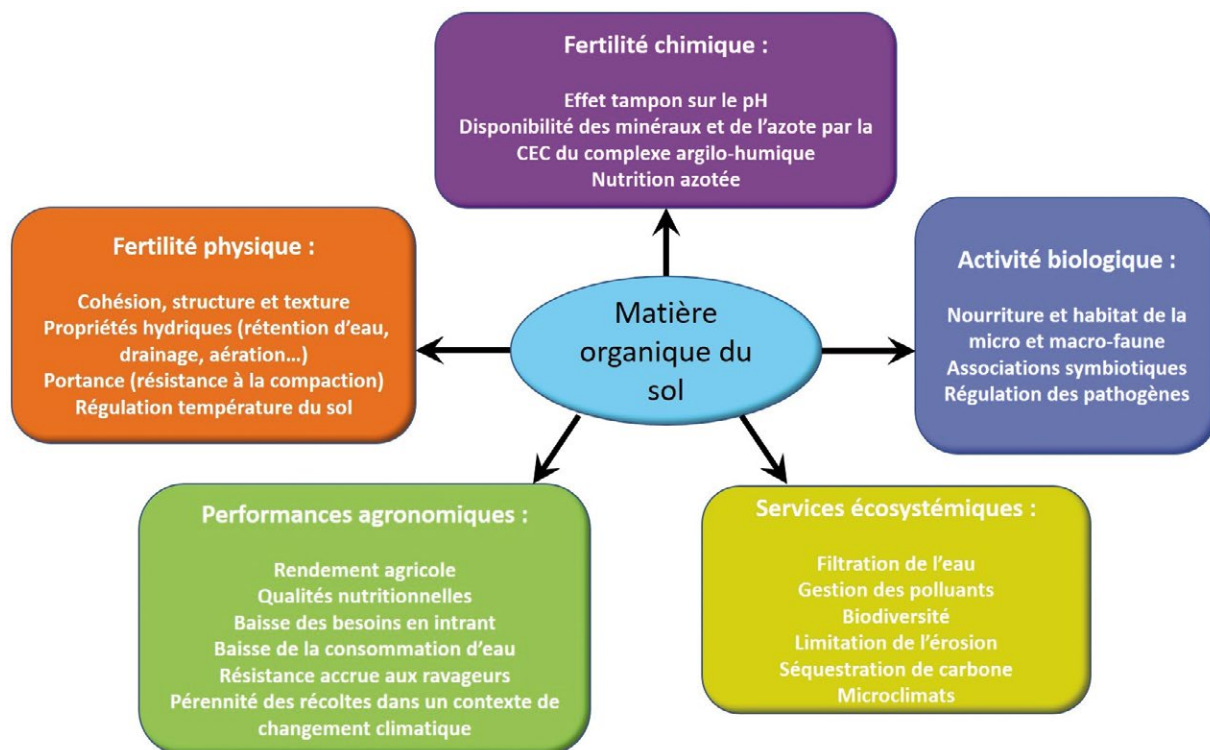 Fertilité chimique :
Effet tampon sur le pH
Disponibilité des minéraux et de l’azote par la
CEC du complexe argilo-humique
Nutrition azotée
Fertilité physique :
Cohésion, structure et texture
Propriétés hydriques (rétention d’eau,
drainage, aération…)
Portance (résistance à la compaction)
Régulation température du sol
Matière
organique du
sol
Activité biologique :
Nourriture et habitat de la
micro et macro-faune
Associations symbiotiques
Régulation des pathogènes
Performances agronomiques :
Rendement agricole
Qualités nutritionnelles
Baisse des besoins en intrant
Baisse de la consommation d’eau
Résistance accrue aux ravageurs
Pérennité des récoltes dans un contexte de
changement climatique
Services écosystémiques :
Filtration de l’eau
Gestion des polluants
Biodiversité
Limitation de l’érosion
Séquestration de carbone
Microclimats